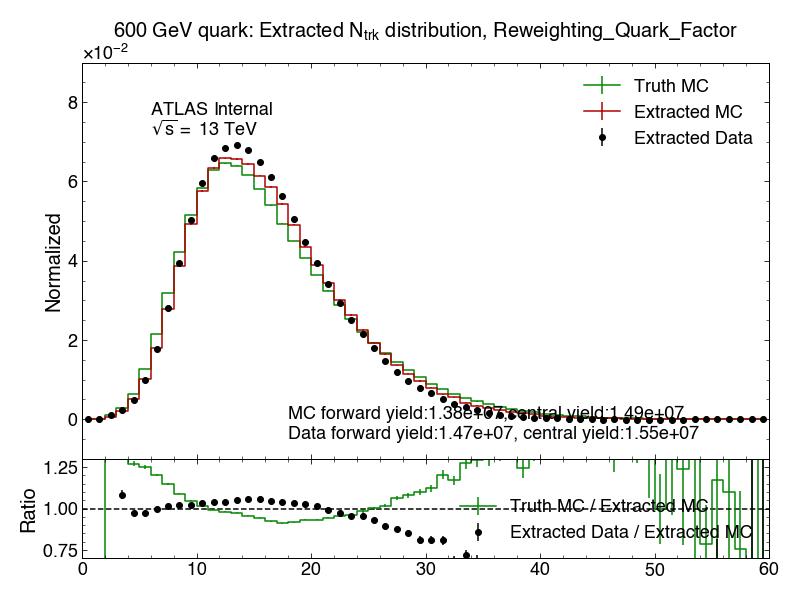 600 GeV quark: Extracted N_trk distribution, Reweighting_Quark_Factor
×10⁻²
ATLAS Internal
√s = 13 TeV
Truth MC
Extracted MC
Extracted Data
8
6
4
2
0
Normalized
MC forward yield:1.38e+07, central yield:1.49e+07
Data forward yield:1.47e+07, central yield:1.55e+07
1.25
1.00
0.75
Ratio
Truth MC / Extracted MC
Extracted Data / Extracted MC
0 10 20 30 40 50 60